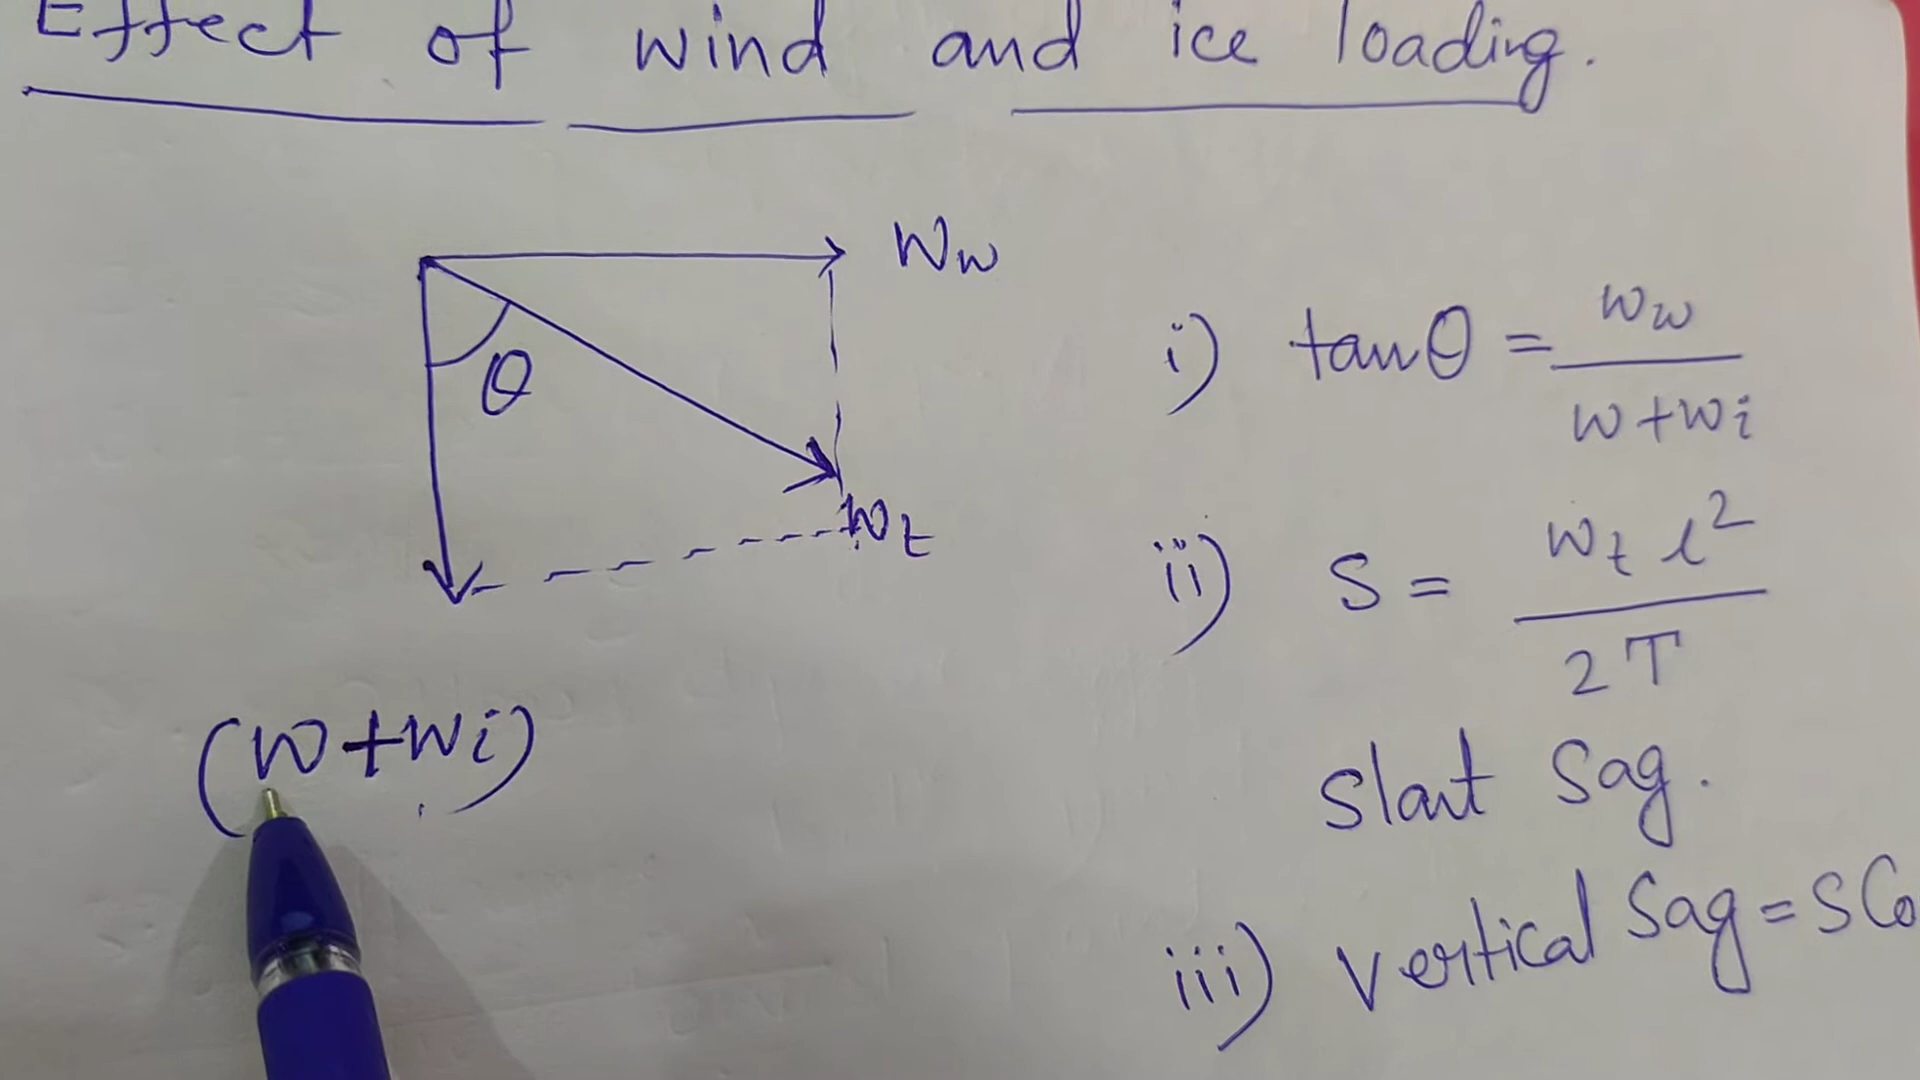 Effect of wind and ice loading.
Ww
θ
wt
(w+wi)
i) tanθ = ww / w+wi
ii) S = wt l² / 2T
Slant Sag.
iii) Vertical Sag = S Co